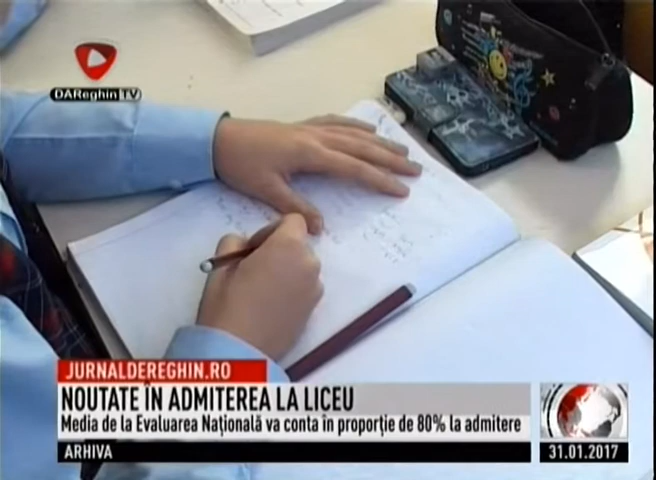 DAReghin TV
JURNALDEREGHIN.RO
NOUTATE ÎN ADMITEREA LA LICEU
Media de la Evaluarea Națională va conta în proporție de 80% la admitere
ARHIVA
31.01.2017